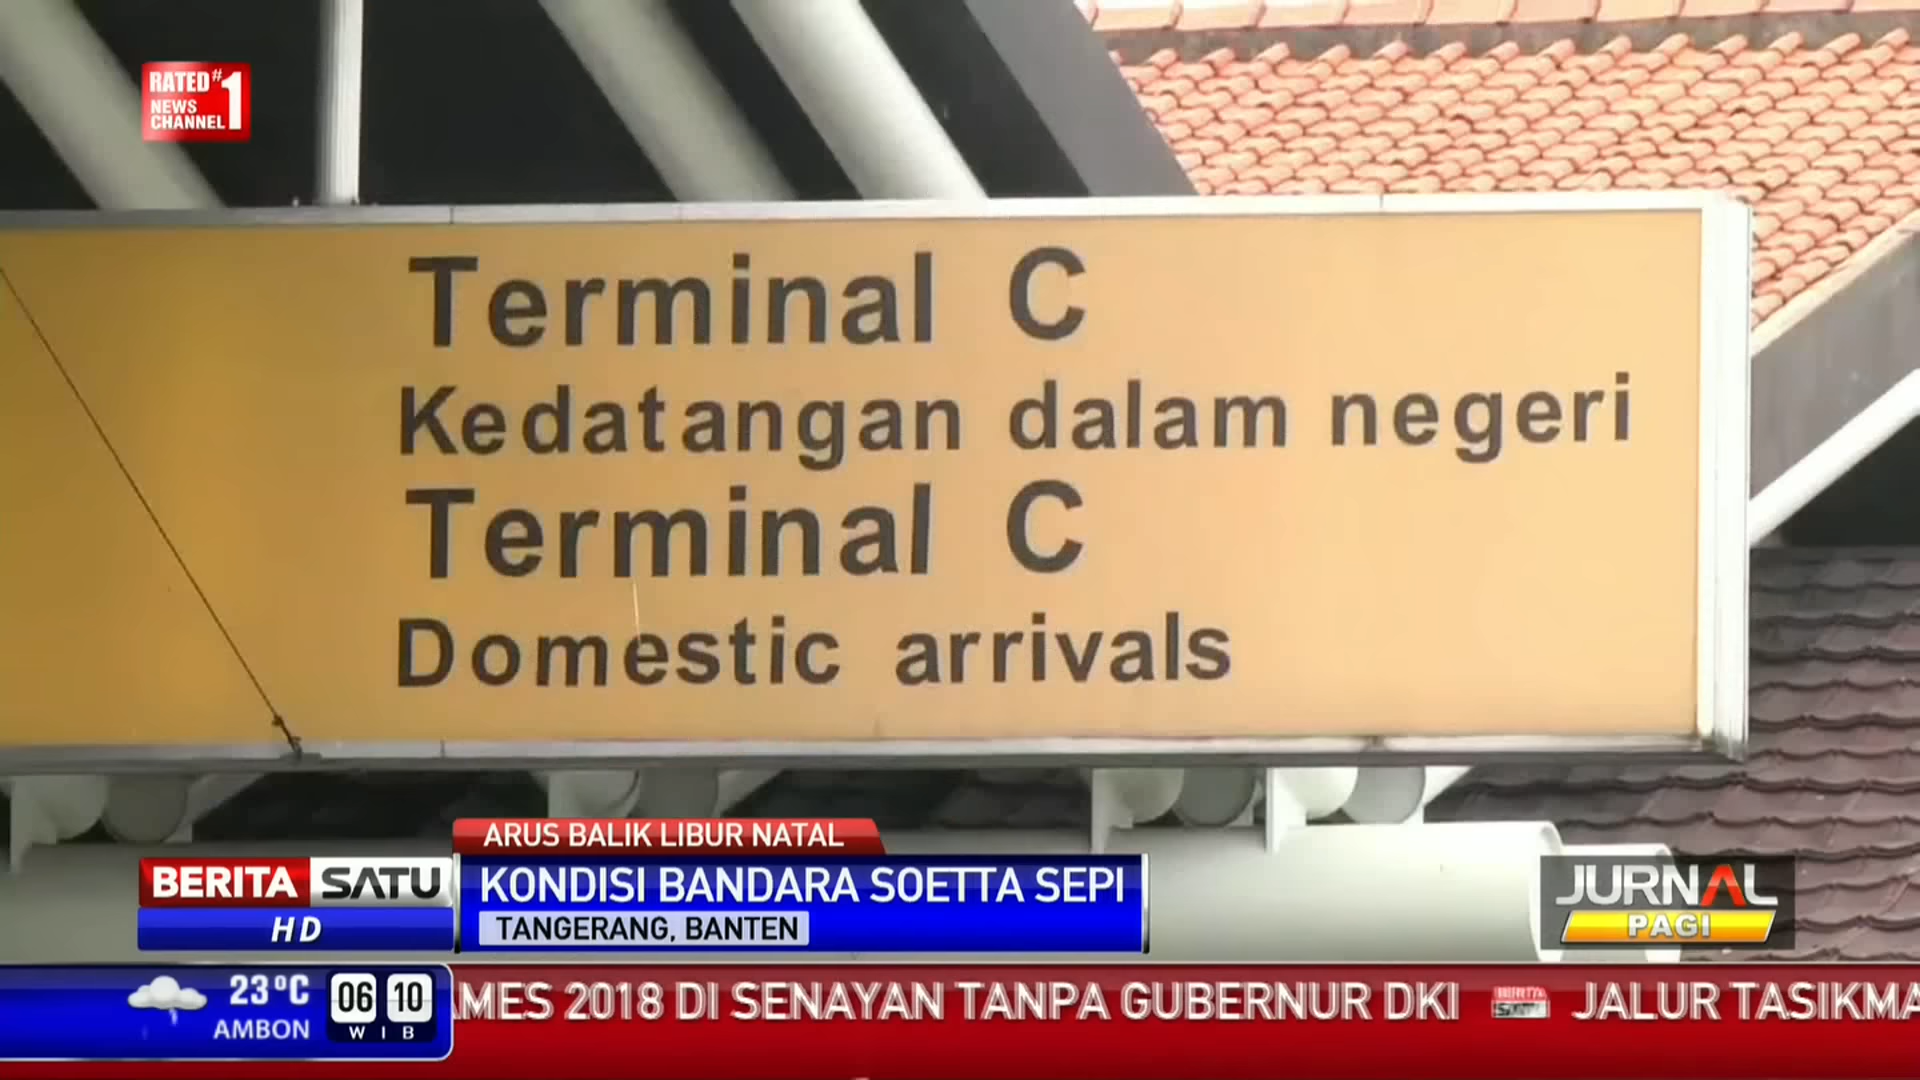 RATED #1
NEWS
CHANNEL
Terminal C
Kedatangan dalam negeri
Terminal C
Domestic arrivals
ARUS BALIK LIBUR NATAL
BERITA SATU
HD
KONDISI BANDARA SOETTA SEPI
TANGERANG, BANTEN
JURNAL
PAGI
23°C
AMBON
06 10
WIB
AMES 2018 DI SENAYAN TANPA GUBERNUR DKI
BERITA
SATU
JALUR TASIKMA